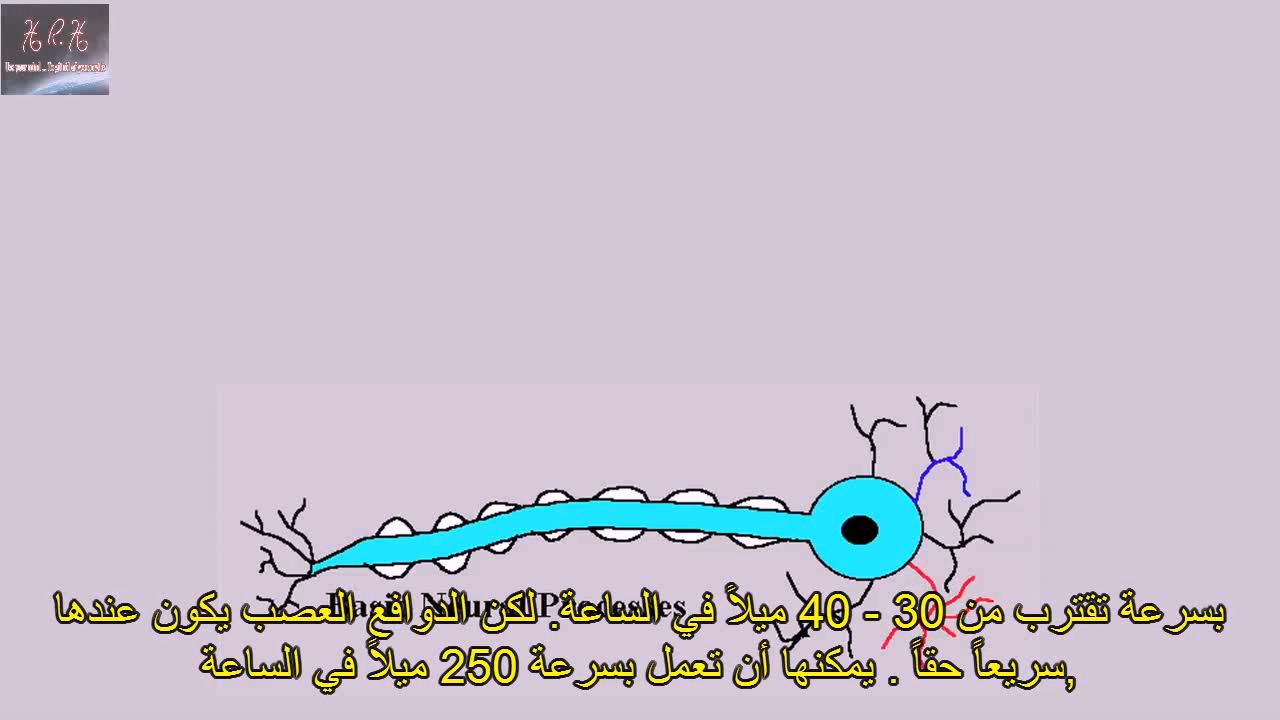 H R. H
بسرعة تقترب من 30 - 40 ميلاً في الساعة. لكن الدوافع العصب يكون عندها
سريعاً حقاً . يمكنها أن تعمل بسرعة 250 ميلاً في الساعة,